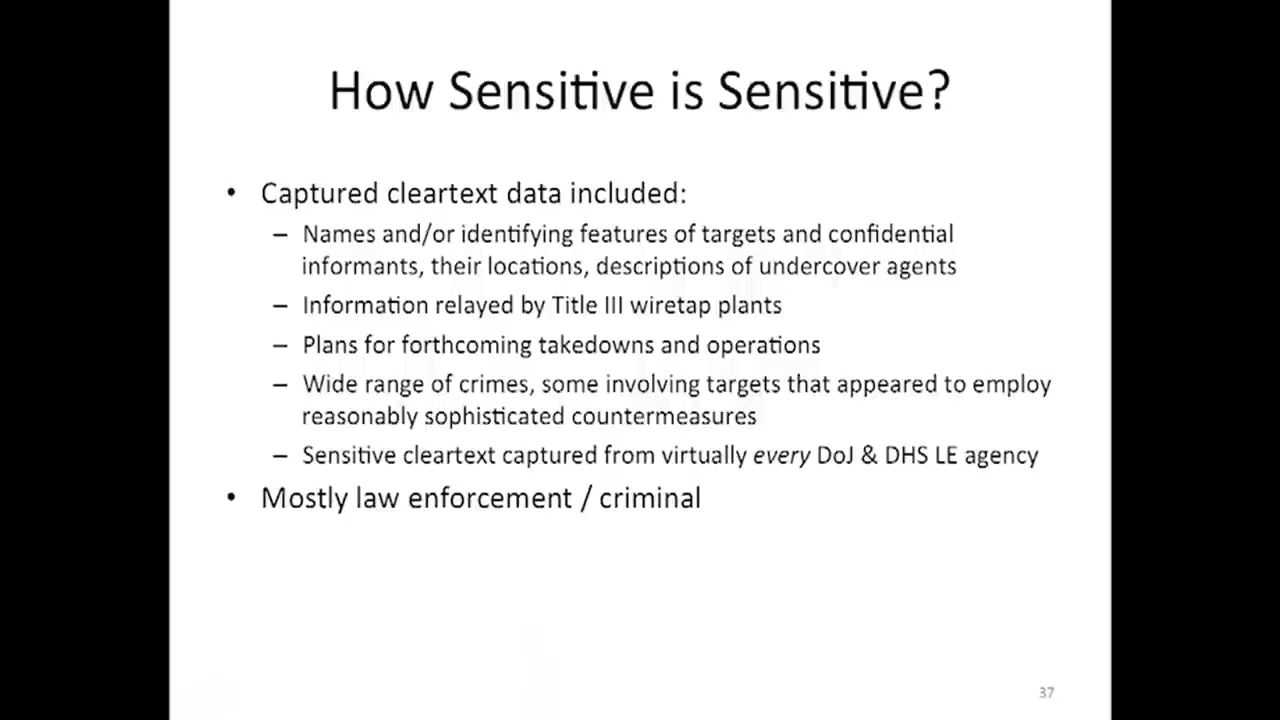 How Sensitive is Sensitive?
• Captured cleartext data included:
– Names and/or identifying features of targets and confidential
informants, their locations, descriptions of undercover agents
– Information relayed by Title III wiretap plants
– Plans for forthcoming takedowns and operations
– Wide range of crimes, some involving targets that appeared to employ
reasonably sophisticated countermeasures
– Sensitive cleartext captured from virtually every DoJ & DHS LE agency
• Mostly law enforcement / criminal
37